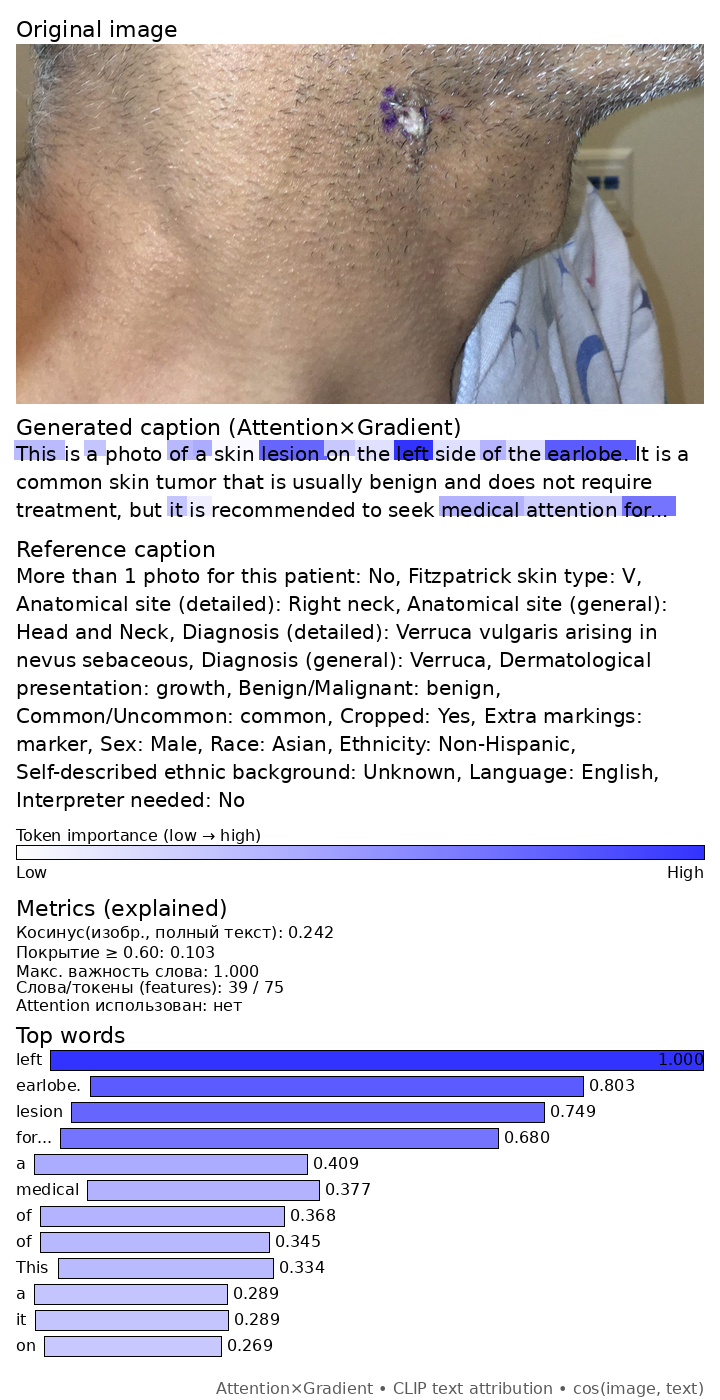 Original image
Generated caption (Attention×Gradient)
This is a photo of a skin lesion on the left side of the earlobe. It is a
common skin tumor that is usually benign and does not require
treatment, but it is recommended to seek medical attention for...
Reference caption
More than 1 photo for this patient: No, Fitzpatrick skin type: V,
Anatomical site (detailed): Right neck, Anatomical site (general):
Head and Neck, Diagnosis (detailed): Verruca vulgaris arising in
nevus sebaceous, Diagnosis (general): Verruca, Dermatological
presentation: growth, Benign/Malignant: benign,
Common/Uncommon: common, Cropped: Yes, Extra markings:
marker, Sex: Male, Race: Asian, Ethnicity: Non-Hispanic,
Self-described ethnic background: Unknown, Language: English,
Interpreter needed: No
Token importance (low → high)
Low High
Metrics (explained)
Косинус(изобр., полный текст): 0.242
Покрытие ≥ 0.60: 0.103
Макс. важность слова: 1.000
Слова/токены (features): 39 / 75
Attention использован: нет
Top words
left 1.000
earlobe. 0.803
lesion 0.749
for... 0.680
a 0.409
medical 0.377
of 0.368
of 0.345
This 0.334
a 0.289
it 0.289
on 0.269
Attention×Gradient • CLIP text attribution • cos(image, text)